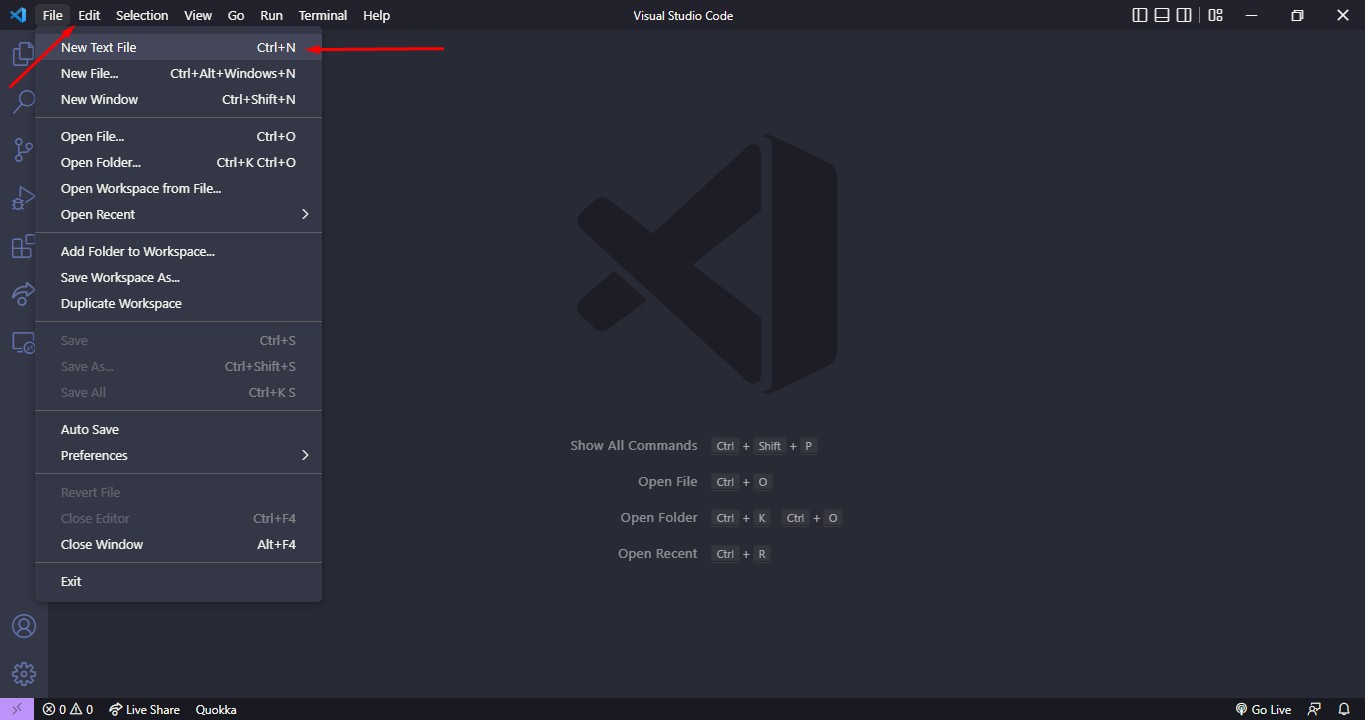 File Edit Selection View Go Run Terminal Help Visual Studio Code
New Text File Ctrl+N
New File... Ctrl+Alt+Windows+N
New Window Ctrl+Shift+N
Open File... Ctrl+O
Open Folder... Ctrl+K Ctrl+O
Open Workspace from File...
Open Recent
Add Folder to Workspace...
Save Workspace As...
Duplicate Workspace
Save Ctrl+S
Save As... Ctrl+Shift+S
Save All Ctrl+K S
Auto Save
Preferences
Revert File
Close Editor Ctrl+F4
Close Window Alt+F4
Exit
Show All Commands Ctrl + Shift + P
Open File Ctrl + O
Open Folder Ctrl + K Ctrl + O
Open Recent Ctrl + R
0 0 Live Share Quokka Go Live